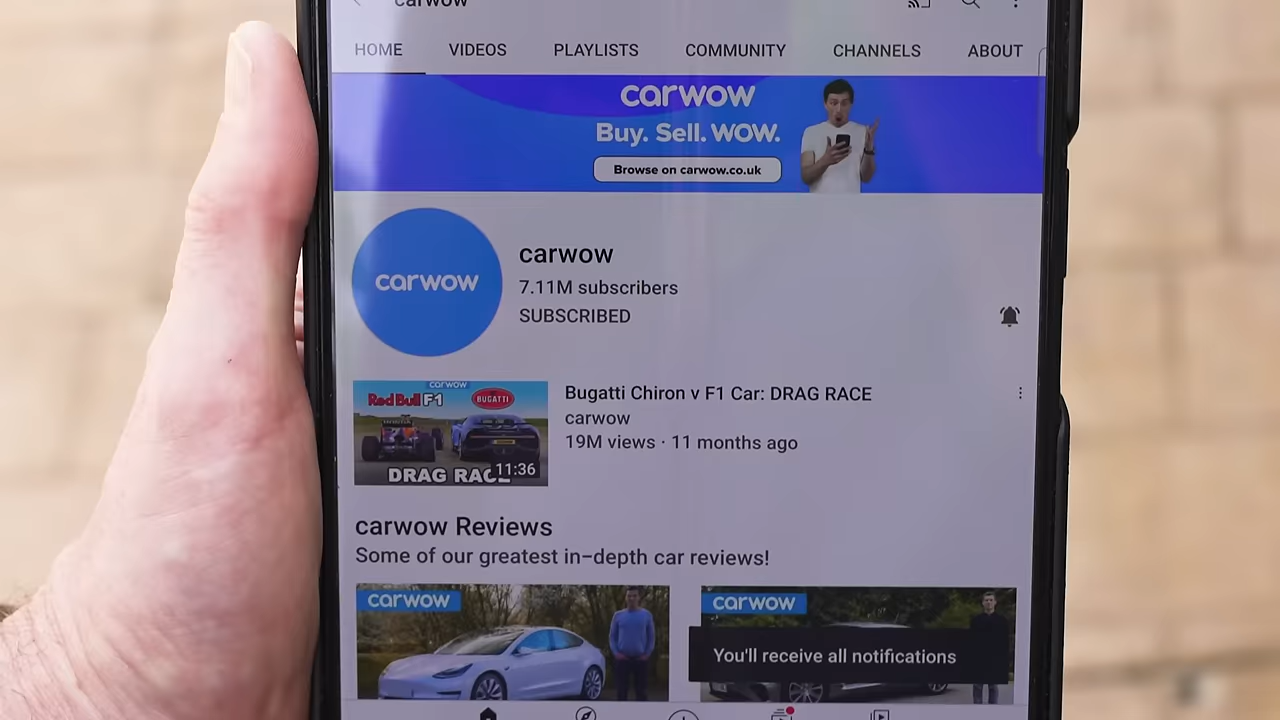 carwow
HOME VIDEOS PLAYLISTS COMMUNITY CHANNELS ABOUT
carwow
Buy. Sell. WOW.
Browse on carwow.co.uk
carwow
carwow
7.11M subscribers
SUBSCRIBED
carwow
Red Bull F1
BUGATTI
DRAG RACE
11:36
Bugatti Chiron v F1 Car: DRAG RACE
carwow
19M views · 11 months ago
carwow Reviews
Some of our greatest in-depth car reviews!
carwow
carwow
You'll receive all notifications